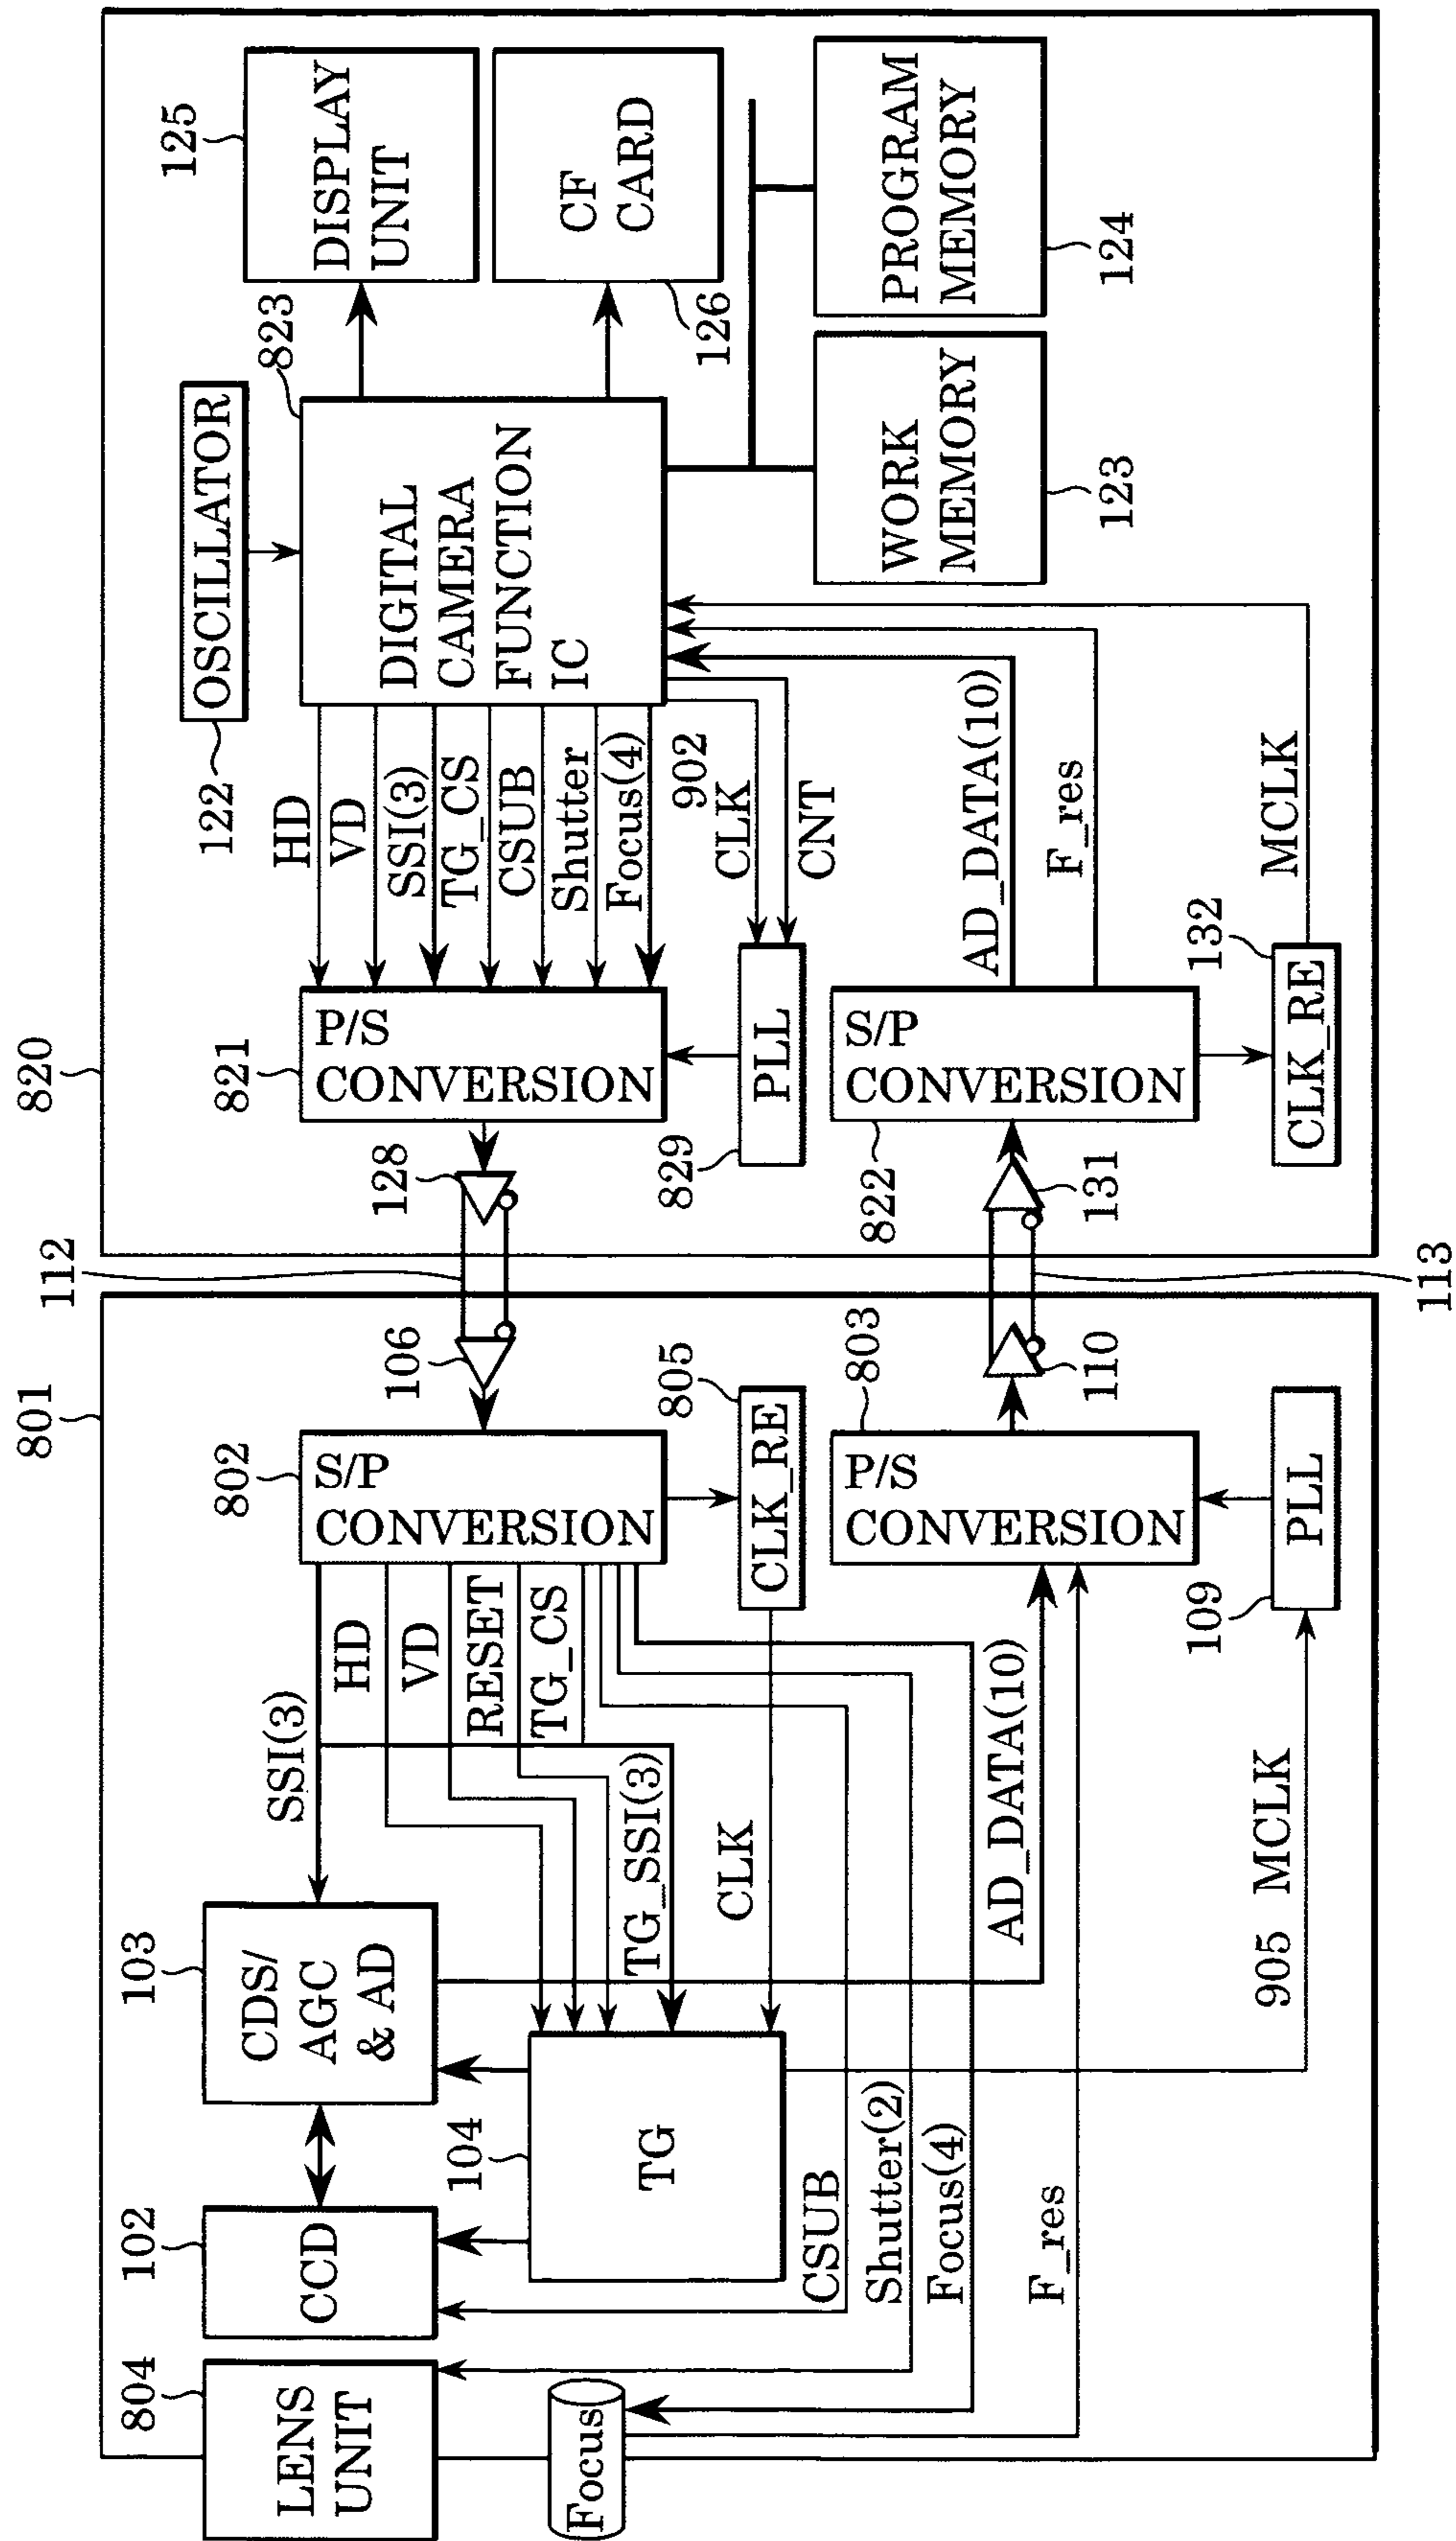 801
804
LENS
UNIT
102
CCD
103
CDS/
AGC
& AD
SSI(3)
HD
VD
RESET
TG_CS
TG_SSI(3)
802
S/P
CONVERSION
106
112
104
TG
CLK
805
CLK_RE
Focus
CSUB
Shutter(2)
Focus(4)
F_res
AD_DATA(10)
803
P/S
CONVERSION
110
113
905
MCLK
109
PLL
820
128
821
P/S
CONVERSION
HD
VD
SSI(3)
TG_CS
CSUB
Shutter
Focus(4)
122
OSCILLATOR
823
DIGITAL
CAMERA
FUNCTION
IC
125
DISPLAY
UNIT
126
CF
CARD
829
PLL
902
CLK
CNT
131
822
S/P
CONVERSION
AD_DATA(10)
F_res
132
CLK_RE
MCLK
WORK
MEMORY
123
PROGRAM
MEMORY
124